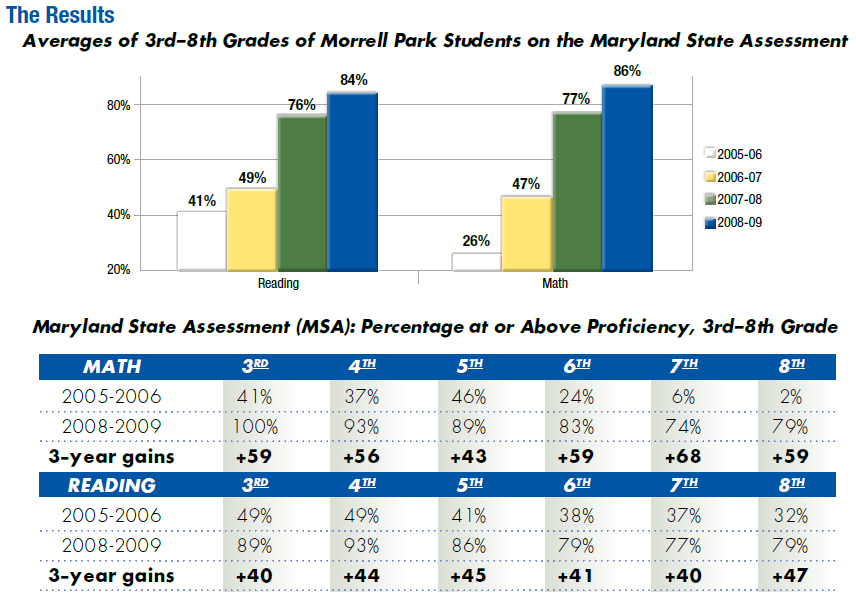 The Results
Averages of 3rd–8th Grades of Morrell Park Students on the Maryland State Assessment
84%
86%
76%
77%
80%
2005-06
60%
49%
47%
2006-07
41%
2007-08
40%
2008-09
26%
20%
Reading
Math
Maryland State Assessment (MSA): Percentage at or Above Proficiency, 3rd–8th Grade
MATH 3RD 4TH 5TH 6TH 7TH 8TH
2005-2006 41% 37% 46% 24% 6% 2%
2008-2009 100% 93% 89% 83% 74% 79%
3-year gains +59 +56 +43 +59 +68 +59
READING 3RD 4TH 5TH 6TH 7TH 8TH
2005-2006 49% 49% 41% 38% 37% 32%
2008-2009 89% 93% 86% 79% 77% 79%
3-year gains +40 +44 +45 +41 +40 +47